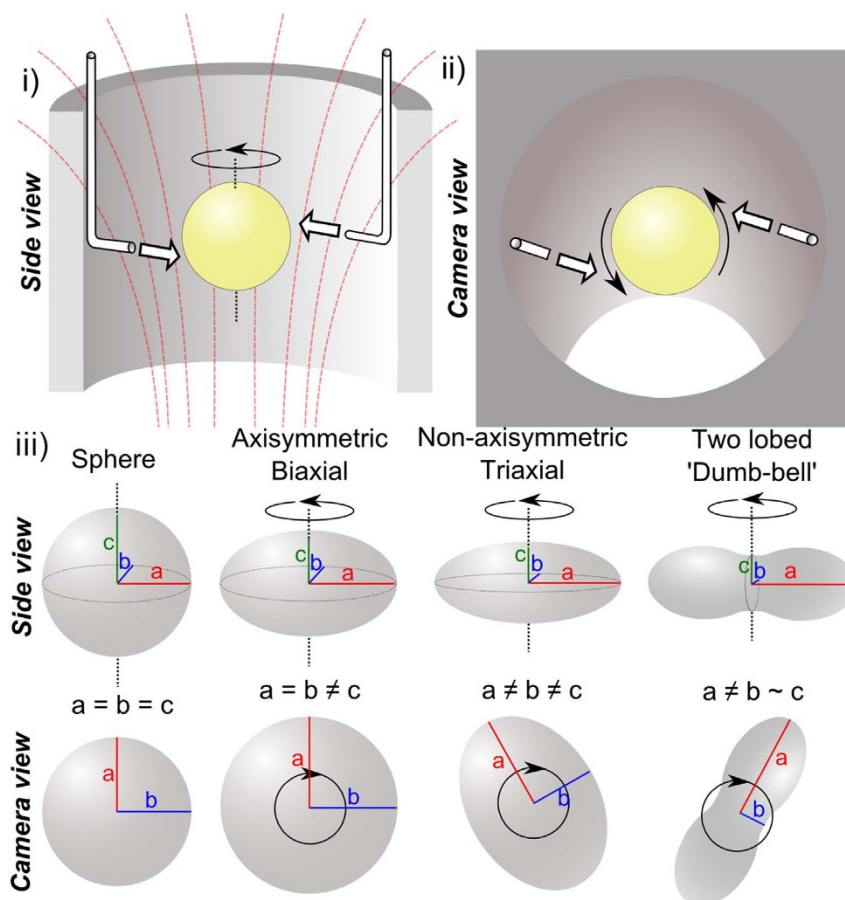 i)
Side view
ii)
Camera view
iii)
Sphere
Axisymmetric
Biaxial
Non-axisymmetric
Triaxial
Two lobed
'Dumb-bell'
Side view
c
b
a
c
b
a
c
b
a
c
b
a
a = b = c
a = b ≠ c
a ≠ b ≠ c
a ≠ b ~ c
Camera view
a
b
a
b
a
b
a
b